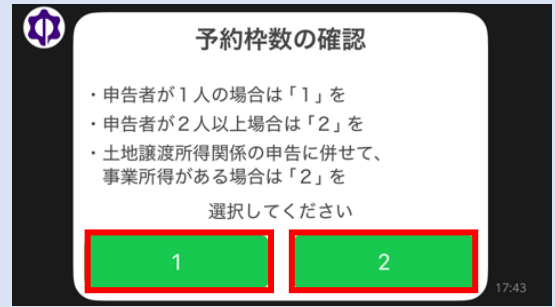 予約枠数の確認
・申告者が１人の場合は「１」を
・申告者が２人以上場合は「２」を
・土地譲渡所得関係の申告に併せて、
事業所得がある場合は「２」を
選択してください
1
2
17:43